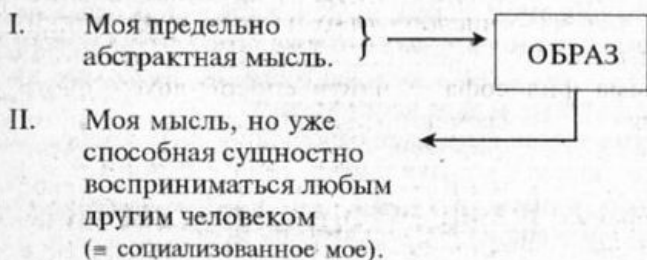 I. Моя предельно
абстрактная мысль.
ОБРАЗ
II. Моя мысль, но уже
способная сущностно
восприниматься любым
другим человеком
(≡ социализованное мое).